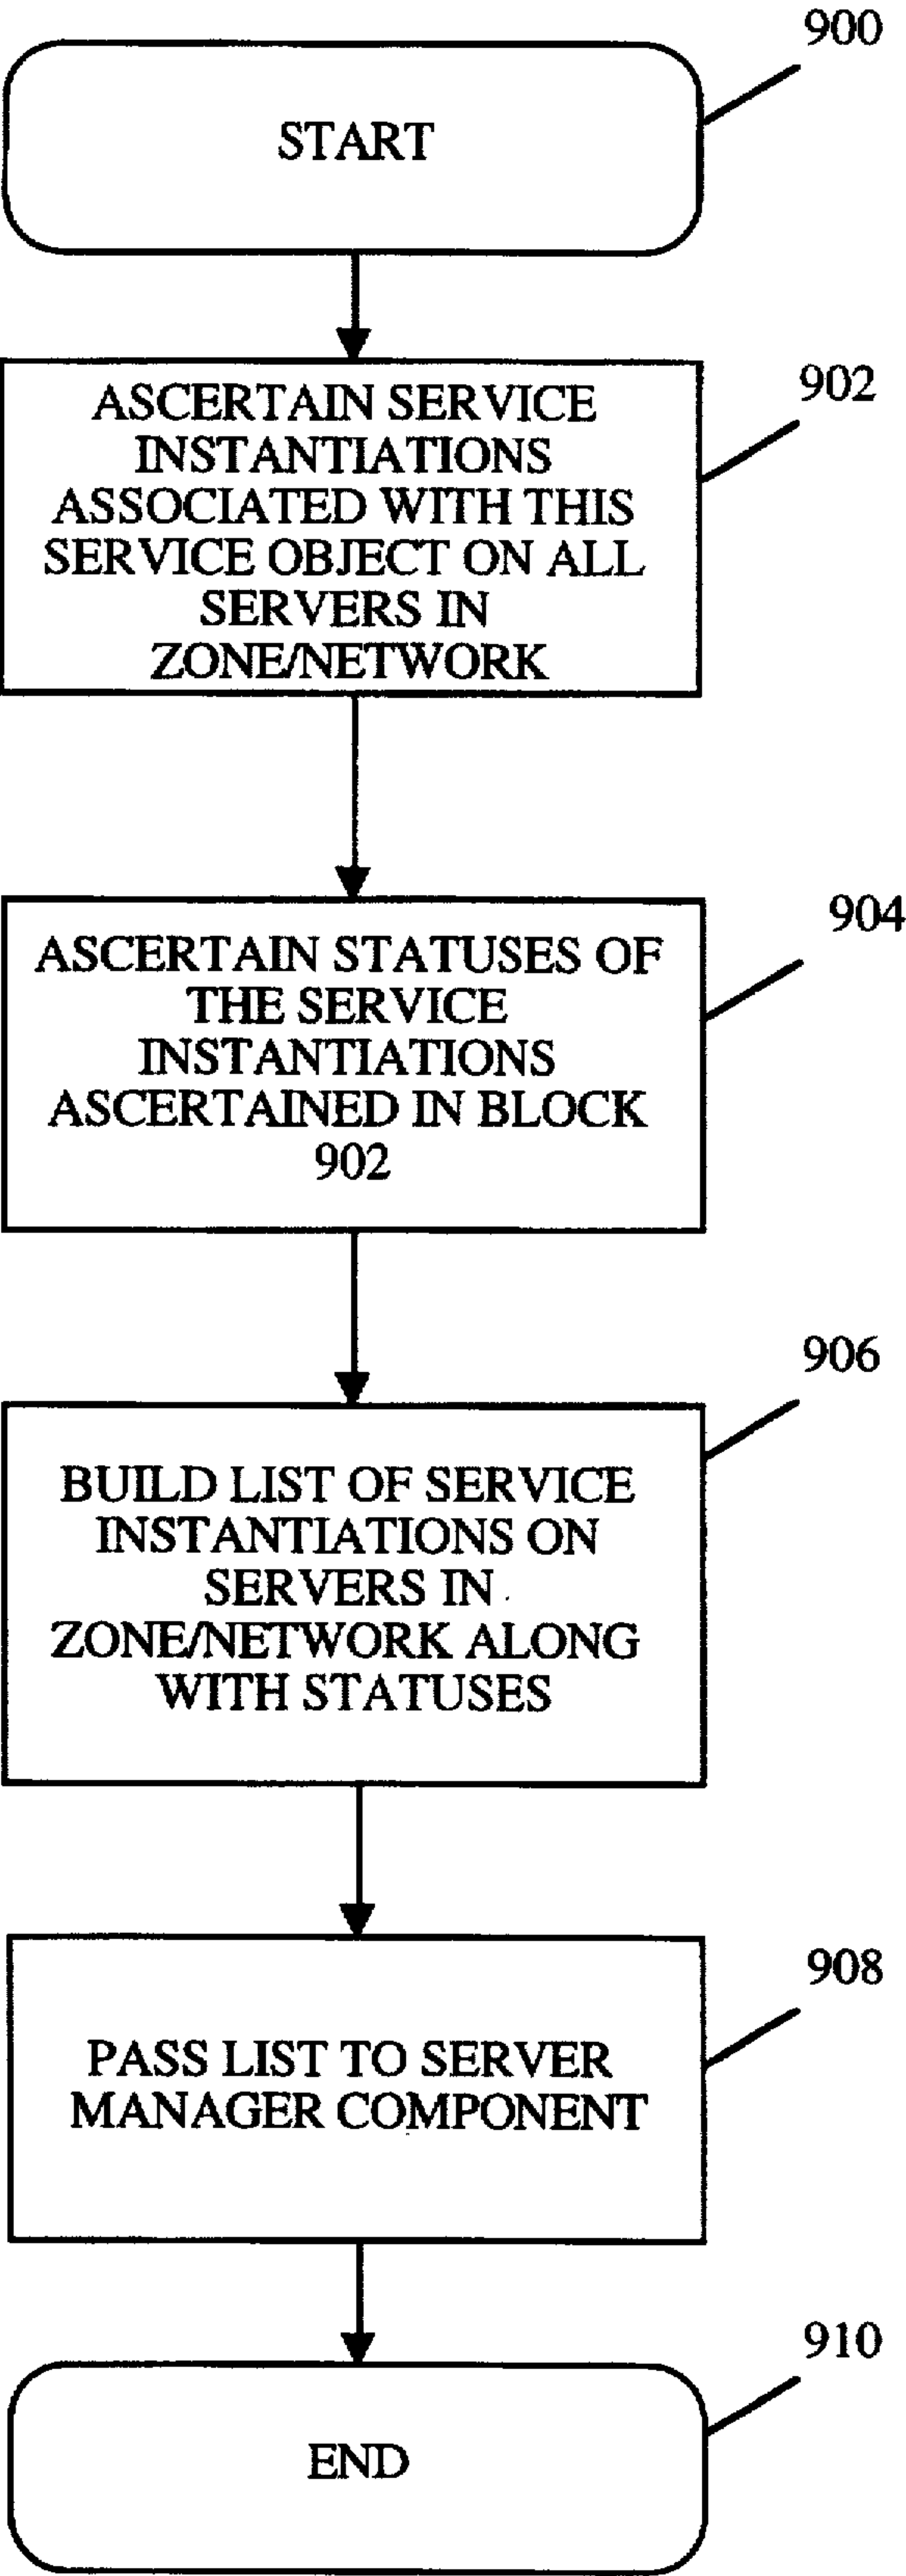 900
START
902
ASCERTAIN SERVICE
INSTANTIATIONS
ASSOCIATED WITH THIS
SERVICE OBJECT ON ALL
SERVERS IN
ZONE/NETWORK
904
ASCERTAIN STATUSES OF
THE SERVICE
INSTANTIATIONS
ASCERTAINED IN BLOCK
902
906
BUILD LIST OF SERVICE
INSTANTIATIONS ON
SERVERS IN
ZONE/NETWORK ALONG
WITH STATUSES
908
PASS LIST TO SERVER
MANAGER COMPONENT
910
END